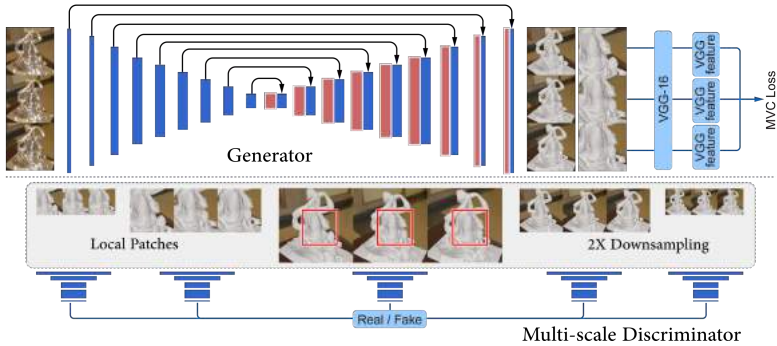 Generator
VGG-16
VGG
feature
VGG
feature
VGG
feature
MVC Loss
Local Patches
2X Downsampling
Real / Fake
Multi-scale Discriminator